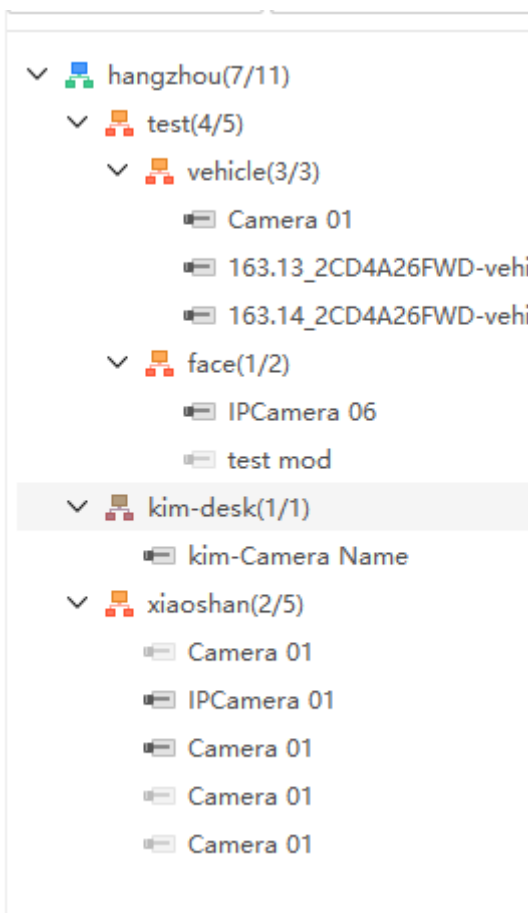 hangzhou(7/11)
test(4/5)
vehicle(3/3)
Camera 01
163.13_2CD4A26FWD-vehi
163.14_2CD4A26FWD-vehi
face(1/2)
IPCamera 06
test mod
kim-desk(1/1)
kim-Camera Name
xiaoshan(2/5)
Camera 01
IPCamera 01
Camera 01
Camera 01
Camera 01